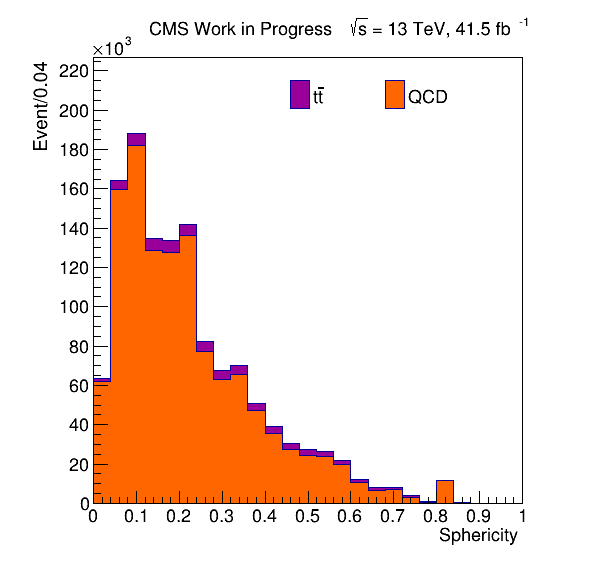 CMS Work in Progress √s = 13 TeV, 41.5 fb⁻¹
×10³
Event/0.04
220
200
180
160
140
120
100
80
60
40
20
0
tt̄
QCD
0 0.1 0.2 0.3 0.4 0.5 0.6 0.7 0.8 0.9 1
Sphericity